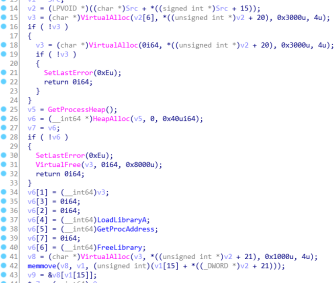 14 v2 = (LPVOID *)((char *)Src + *((signed int *)Src + 15));
15 v3 = (char *)VirtualAlloc(v2[6], *((unsigned int *)v2 + 20), 0x3000u, 4u);
16 if ( !v3 )
17 {
18 v3 = (char *)VirtualAlloc(0i64, *((unsigned int *)v2 + 20), 0x3000u, 4u);
19 if ( !v3 )
20 {
21 SetLastError(0xEu);
22 return 0i64;
23 }
24 }
25 v5 = GetProcessHeap();
26 v6 = (__int64 *)HeapAlloc(v5, 0, 0x40ui64);
27 v7 = v6;
28 if ( !v6 )
29 {
30 SetLastError(0xEu);
31 VirtualFree(v3, 0i64, 0x8000u);
32 return 0i64;
33 }
34 v6[1] = (__int64)v3;
35 v6[3] = 0i64;
36 v6[2] = 0i64;
37 v6[4] = (__int64)LoadLibraryA;
38 v6[5] = (__int64)GetProcAddress;
39 v6[7] = 0i64;
40 v6[6] = (__int64)FreeLibrary;
41 v8 = (char *)VirtualAlloc(v3, *((unsigned int *)v2 + 21), 0x1000u, 4u);
42 memmove(v8, v1, (unsigned int)(v1[15] + *((_DWORD *)v2 + 21)));
43 v9 = &v8[v1[15]];